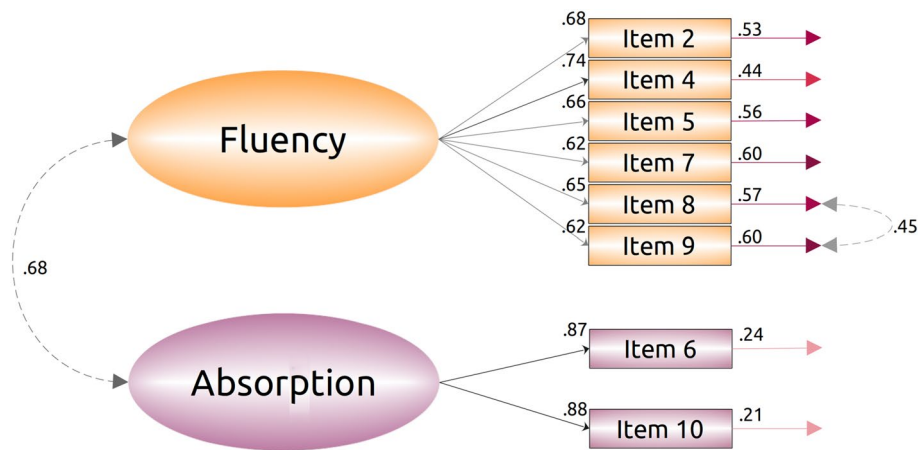 .68 Item 2 .53
.74 Item 4 .44
Fluency .66 Item 5 .56
.62 Item 7 .60
.65 Item 8 .57
.62 Item 9 .60 .45
.68
.87 Item 6 .24
Absorption
.88 Item 10 .21